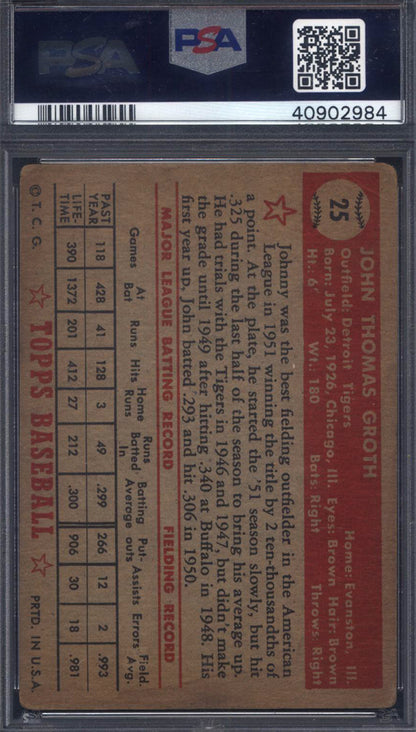 PSA
PSA
40902984
25
JOHN THOMAS GROTH
Outfield: Detroit Tigers Home: Evanston, Ill.
Born: July 23, 1926, Chicago, Ill. Eyes: Brown Hair: Brown
Ht.: 6' Wt.: 180 Bats: Right Throws: Right
Johnny was the best fielding outfielder in the American
League in 1951 winning the title by 2 ten-thousandths of
a point. At the plate, he started the '51 season slowly, but hit
.325 during the last half of the season to bring his average up.
He had trials with the Tigers in 1946 and 1947, but didn't make
the grade until 1949 after hitting .340 at Buffalo in 1948. His
first year up, John batted .293 and hit .306 in 1950.
MAJOR LEAGUE BATTING RECORD FIELDING RECORD
Games At Bat Runs Hits Home Runs Runs Batted In Batting Average Put-outs Assists Errors Field. Avg.
PAST YEAR 118 428 41 128 3 49 .299 266 12 2 .993
LIFE-TIME 390 1372 201 412 27 212 .300 906 30 18 .981
© T. C. G. TOPPS BASEBALL PRTD. IN U.S.A.